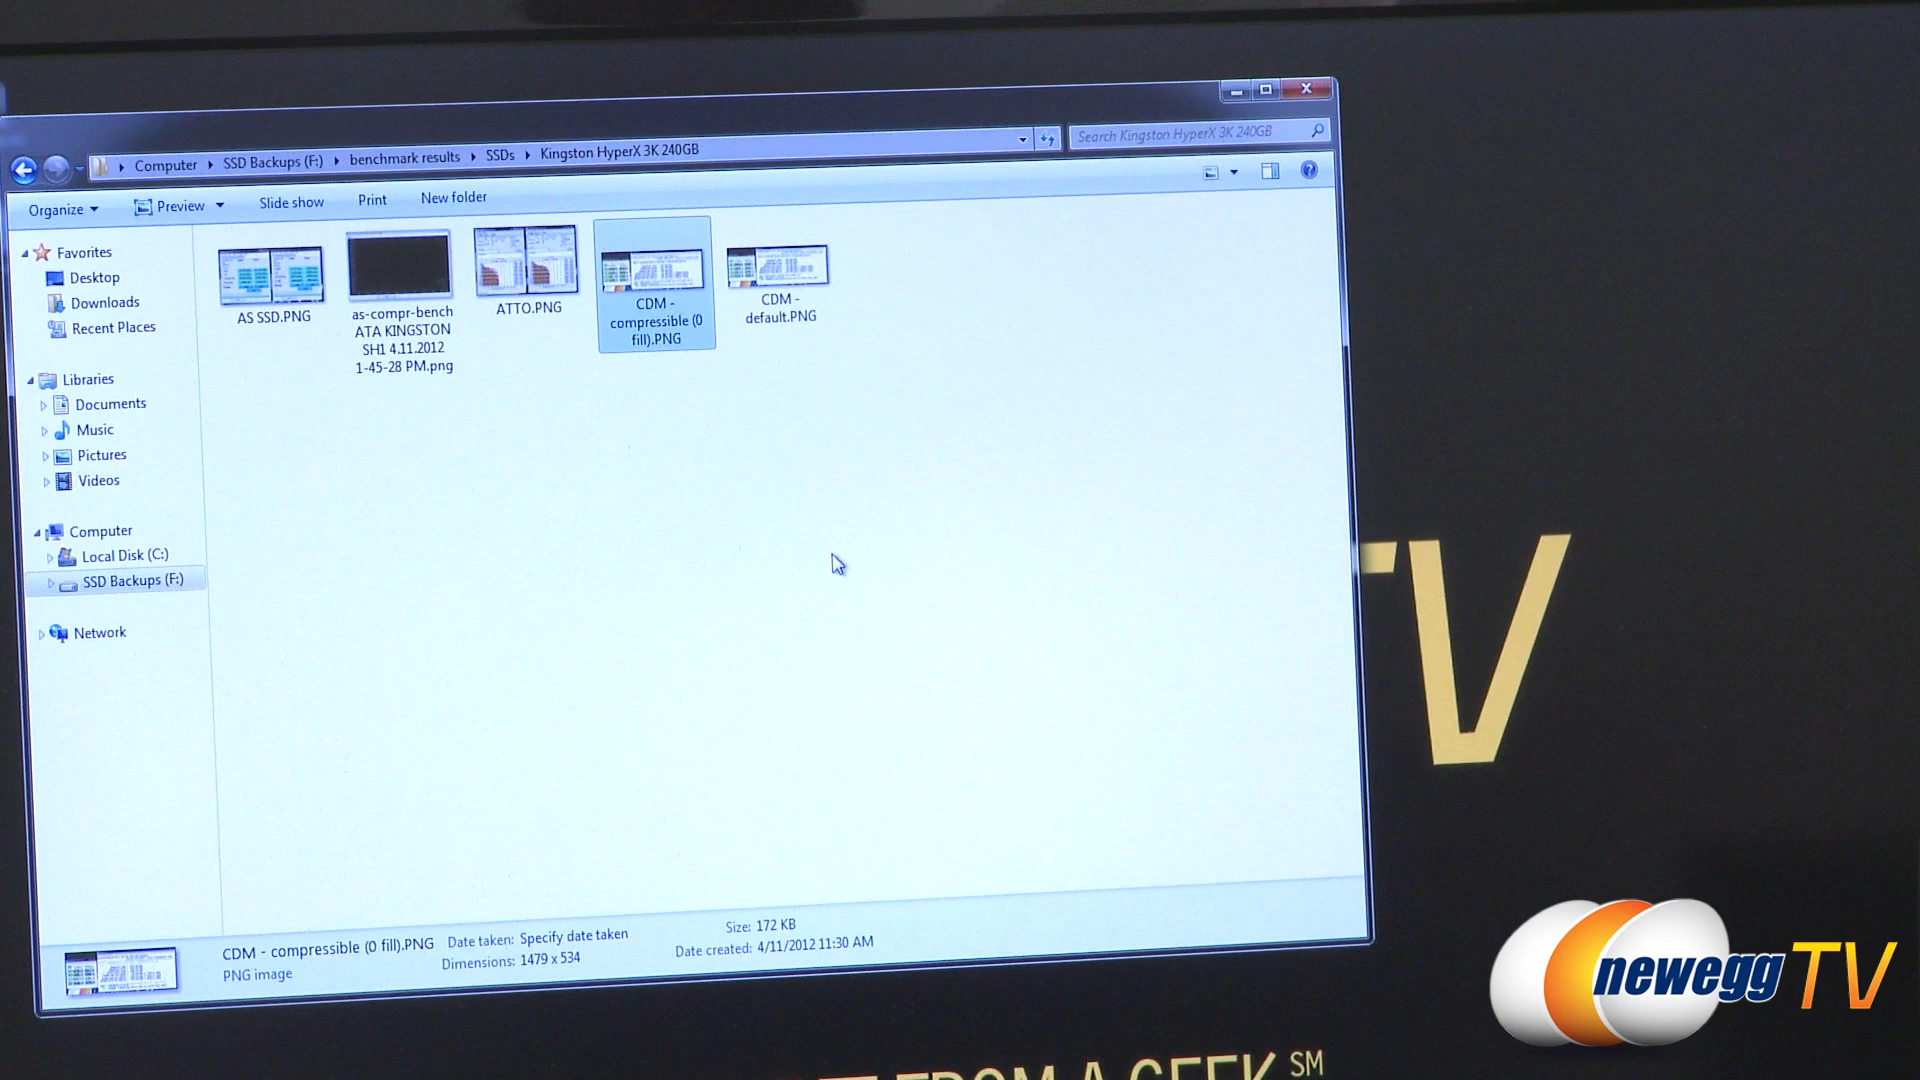 Computer ▸ SSD Backups (F:) ▸ benchmark results ▸ SSDs ▸ Kingston HyperX 3K 240GB
Search Kingston HyperX 3K 240GB
Organize
Preview
Slide show
Print
New folder
Favorites
Desktop
Downloads
Recent Places
Libraries
Documents
Music
Pictures
Videos
Computer
Local Disk (C:)
SSD Backups (F:)
Network
AS SSD.PNG
as-compr-bench
ATA KINGSTON
SH1 4.11.2012
1-45-28 PM.png
ATTO.PNG
CDM -
compressible (0
fill).PNG
CDM -
default.PNG
CDM - compressible (0 fill).PNG
PNG image
Date taken: Specify date taken
Dimensions: 1479 x 534
Size: 172 KB
Date created: 4/11/2012 11:30 AM
TV
FROM A GEEK SM
newegg TV